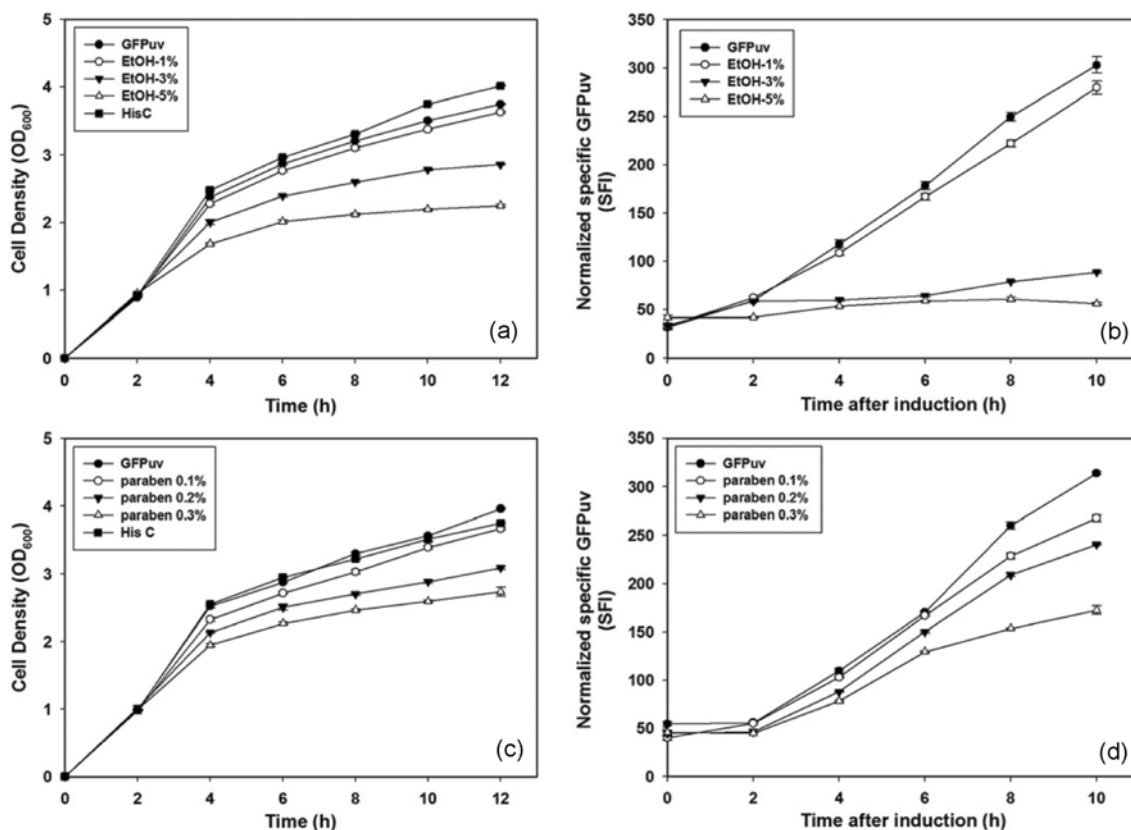 GFPuv
EtOH-1%
EtOH-3%
EtOH-5%
HisC
5
4
3
2
1
0
Cell Density (OD600)
0 2 4 6 8 10 12
Time (h)
(a)
GFPuv
EtOH-1%
EtOH-3%
EtOH-5%
350
300
250
200
150
100
50
0
Normalized specific GFPuv
(SFI)
0 2 4 6 8 10
Time after induction (h)
(b)
GFPuv
paraben 0.1%
paraben 0.2%
paraben 0.3%
His C
5
4
3
2
1
0
Cell Density (OD600)
0 2 4 6 8 10 12
Time (h)
(c)
GFPuv
paraben 0.1%
paraben 0.2%
paraben 0.3%
350
300
250
200
150
100
50
0
Normalized specific GFPuv
(SFI)
0 2 4 6 8 10
Time after induction (h)
(d)